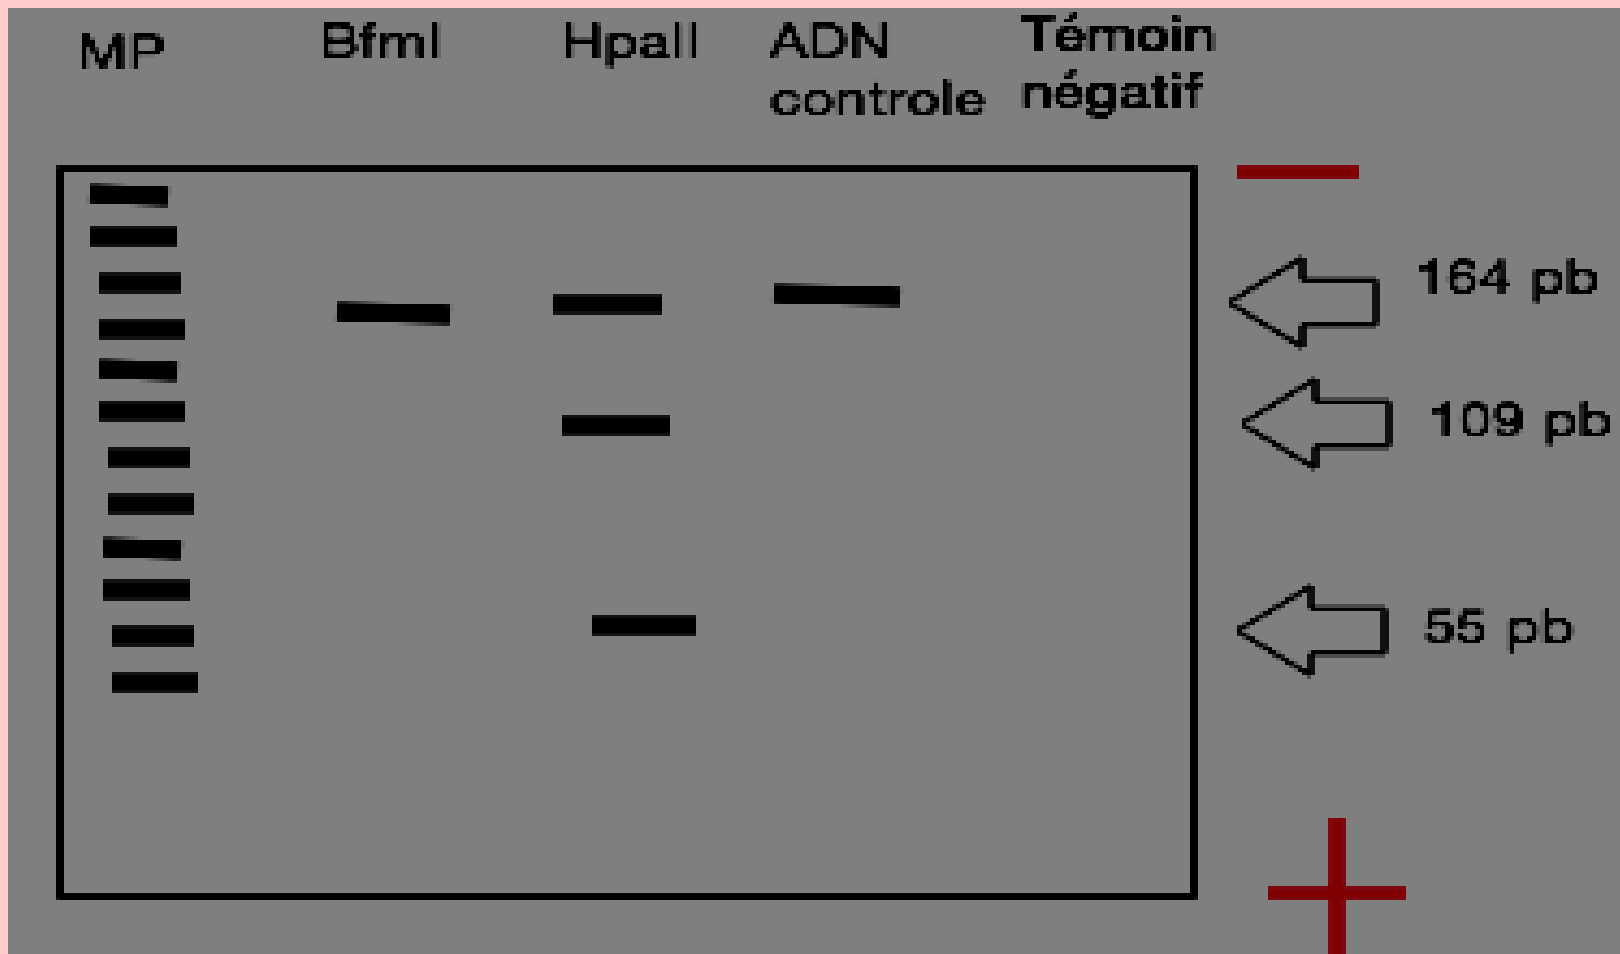 MP
BfmI
HpaII
ADN
controle
Témoin
négatif
164 pb
109 pb
55 pb